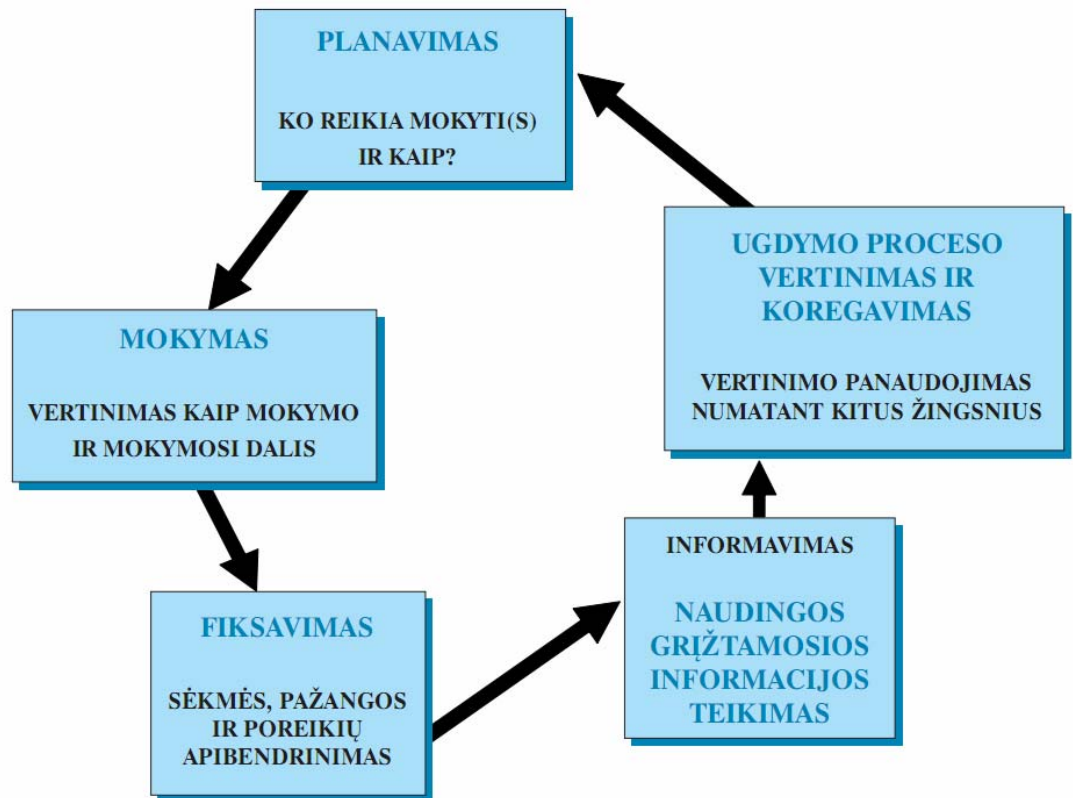 PLANAVIMAS
KO REIKIA MOKYTI(S)
IR KAIP?
MOKYMAS
VERTINIMAS KAIP MOKYMO
IR MOKYMOSI DALIS
FIKSAVIMAS
SĖKMĖS, PAŽANGOS
IR POREIKIŲ
APIBENDRINIMAS
INFORMAVIMAS
NAUDINGOS
GRĮŽTAMOSIOS
INFORMACIJOS
TEIKIMAS
UGDYMO PROCESO
VERTINIMAS IR
KOREGAVIMAS
VERTINIMO PANAUDOJIMAS
NUMATANT KITUS ŽINGSNIUS